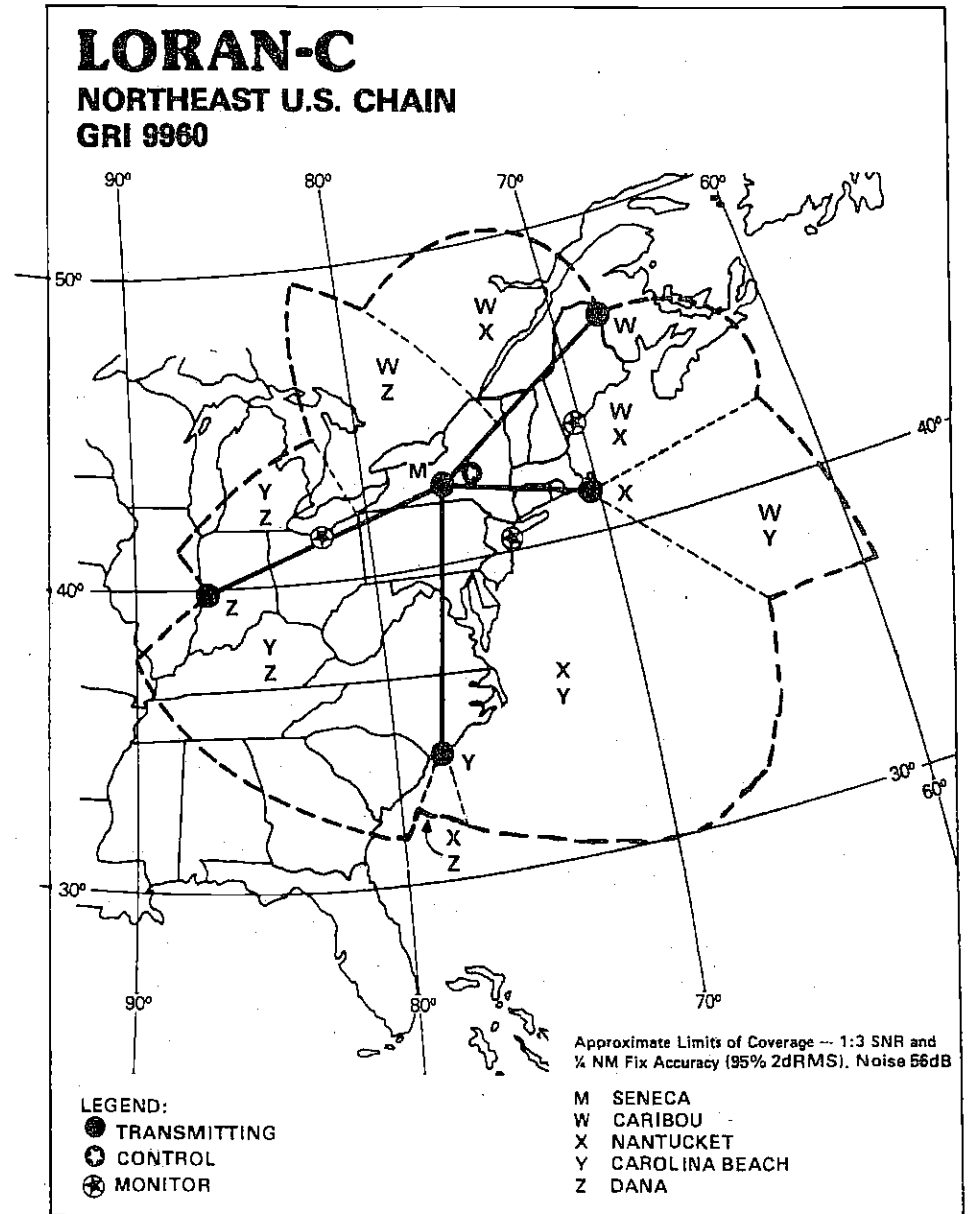 LORAN-C
NORTHEAST U.S. CHAIN
GRI 9960
90° 80° 70° 60°
50°
W
X
W
W
Z
W
X
40°
M
X
Y
Z
W
Y
40°
Z
Y
Z
X
Y
Y
30°
60°
X
Z
30°
90° 80° 70°
Approximate Limits of Coverage -- 1:3 SNR and
¼ NM Fix Accuracy (95% 2dRMS). Noise 56dB
LEGEND:
TRANSMITTING
CONTROL
MONITOR
M SENECA
W CARIBOU
X NANTUCKET
Y CAROLINA BEACH
Z DANA